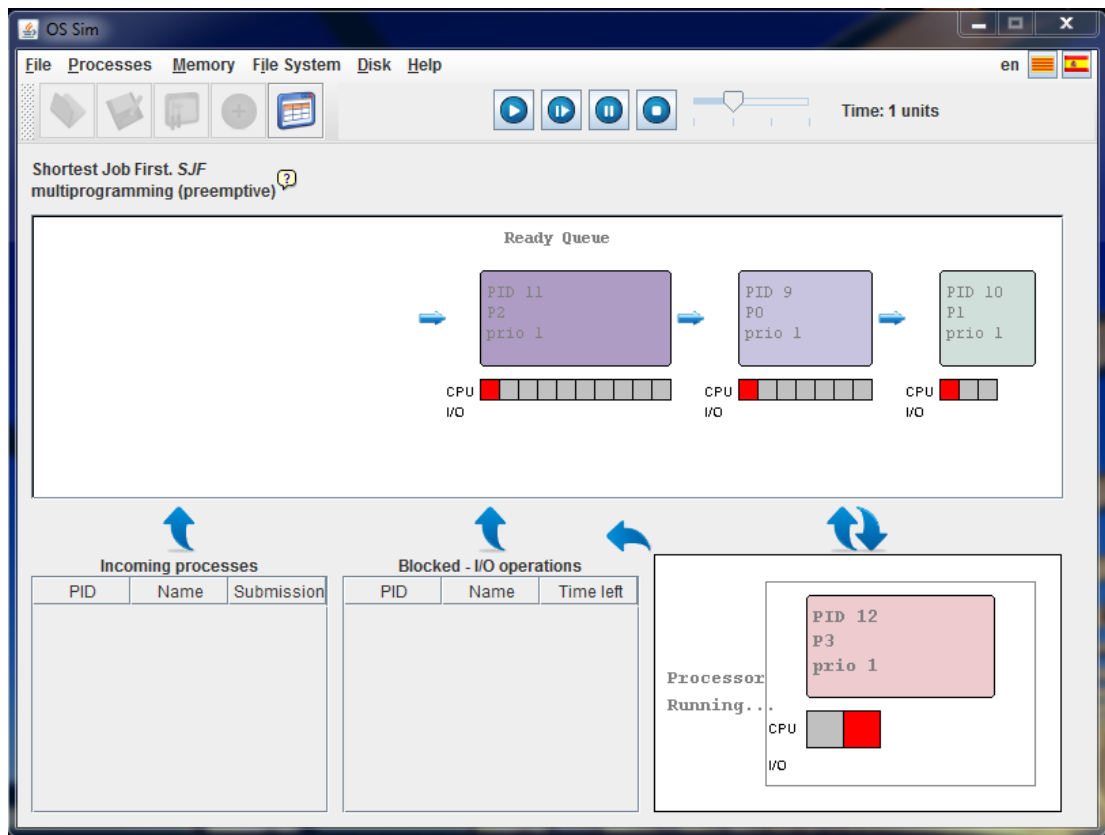 OS Sim
File Processes Memory File System Disk Help en
Time: 1 units
Shortest Job First. SJF
multiprogramming (preemptive) ?
Ready Queue
PID 11
P2
prio 1
CPU
I/O
PID 9
P0
prio 1
CPU
I/O
PID 10
P1
prio 1
CPU
I/O
Incoming processes
PID Name Submission
Blocked - I/O operations
PID Name Time left
Processor
Running...
PID 12
P3
prio 1
CPU
I/O